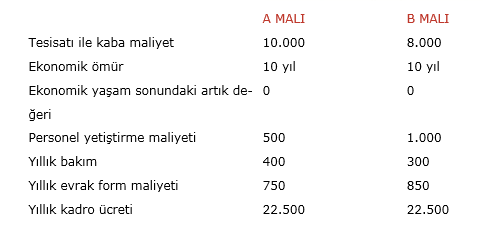 A MALI B MALI
Tesisatı ile kaba maliyet 10.000 8.000
Ekonomik ömür 10 yıl 10 yıl
Ekonomik yaşam sonundaki artık de- 0 0
ğeri
Personel yetiştirme maliyeti 500 1.000
Yıllık bakım 400 300
Yıllık evrak form maliyeti 750 850
Yıllık kadro ücreti 22.500 22.500